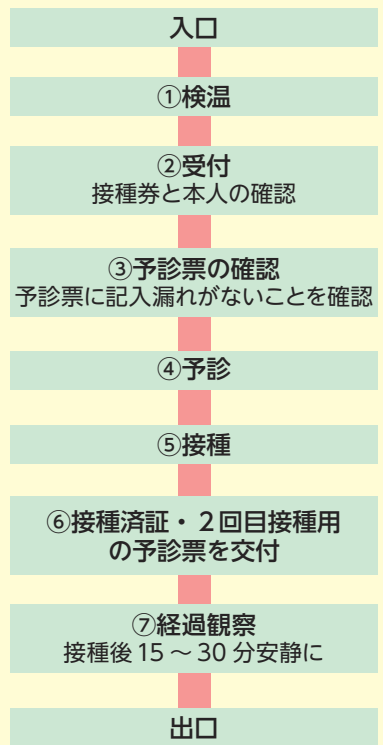 入口
①検温
②受付
接種券と本人の確認
③予診票の確認
予診票に記入漏れがないことを確認
④予診
⑤接種
⑥接種済証・２回目接種用
の予診票を交付
⑦経過観察
接種後 15 ～ 30 分安静に
出口